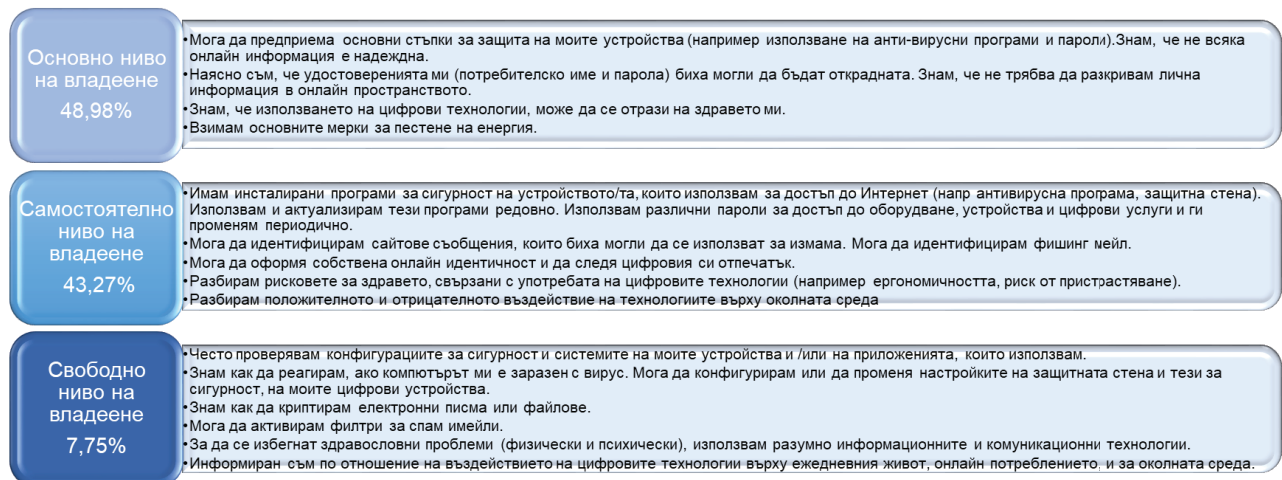 Основно ниво
на владеене
48,98%
•Мога да предприема основни стъпки за защита на моите устройства (например използване на анти-вирусни програми и пароли).Знам, че не всяка
онлайн информация е надеждна.
•Наясно съм, че удостоверенията ми (потребителско име и парола) биха могли да бъдат откраднати. Знам, че не трябва да разкривам лична
информация в онлайн пространството.
•Знам, че използването на цифрови технологии, може да се отрази на здравето ми.
•Взимам основните мерки за пестене на енергия.
Самостоятелно
ниво на
владеене
43,27%
•Имам инсталирани програми за сигурност на устройството/та, които използвам за достъп до Интернет (напр антивирусна програма, защитна стена).
Използвам и актуализирам тези програми редовно. Използвам различни пароли за достъп до оборудване, устройства и цифрови услуги и ги
променям периодично.
•Мога да идентифицирам сайтове съобщения, които биха могли да се използват за измама. Мога да идентифицирам фишинг мейл.
•Мога да оформя собствена онлайн идентичност и да следя цифровия си отпечатък.
•Разбирам рисковете за здравето, свързани с употребата на цифровите технологии (например ергономичността, риск от пристрастяване).
•Разбирам положителното и отрицателното въздействие на технологиите върху околната среда
Свободно
ниво на
владеене
7,75%
•Често проверявам конфигурациите за сигурност и системите на моите устройства и /или на приложенията, които използвам.
•Знам как да реагирам, ако компютърът ми е заразен с вирус. Мога да конфигурирам или да променя настройките на защитната стена и тези за
сигурност, на моите цифрови устройства.
•Знам как да криптирам електронни писма или файлове.
•Мога да активирам филтри за спам имейли.
•За да се избегнат здравословни проблеми (физически и психически), използвам разумно информационните и комуникационни технологии.
•Информиран съм по отношение на въздействието на цифровите технологии върху ежедневния живот, онлайн потреблението, и за околната среда.